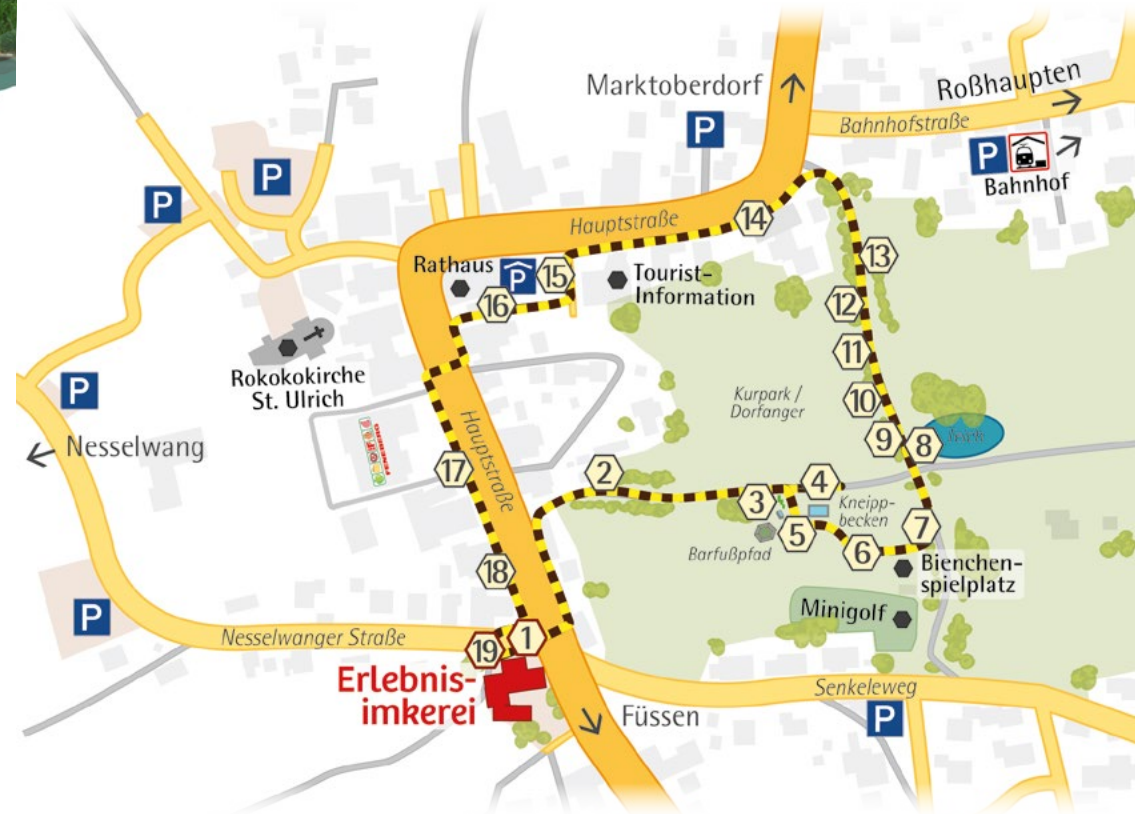 Marktoberdorf
P
Roßhaupten
Bahnhofstraße
P
Bahnhof
P
P
Hauptstraße
14
13
Rathaus
P
15
16
Tourist-
Information
12
11
Rokokokirche
St. Ulrich
P
Kurpark /
Dorfanger
10
9
8
Nesselwang
FENEBERG
Hauptstraße
17
2
3
4
Kneipp-
becken
5
6
7
Barfußpfad
Bienchen-
spielplatz
18
P
Minigolf
Nesselwanger Straße
19
1
Erlebnis-
imkerei
Senkeleweg
Füssen
P